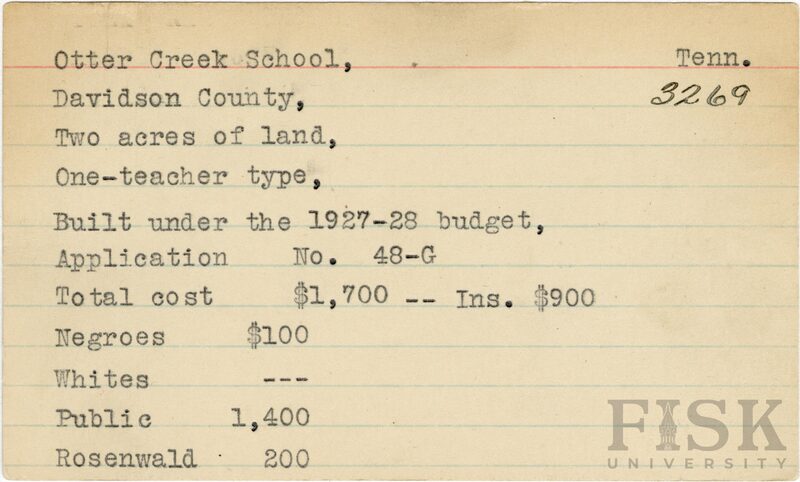 Otter Creek School, Tenn.
Davidson County, 3269
Two acres of land,
One-teacher type,
Built under the 1927-28 budget,
Application No. 48-G
Total cost $1,700 -- Ins. $900
Negroes $100
Whites ---
Public 1,400
Rosenwald 200
FISK
UNIVERSITY